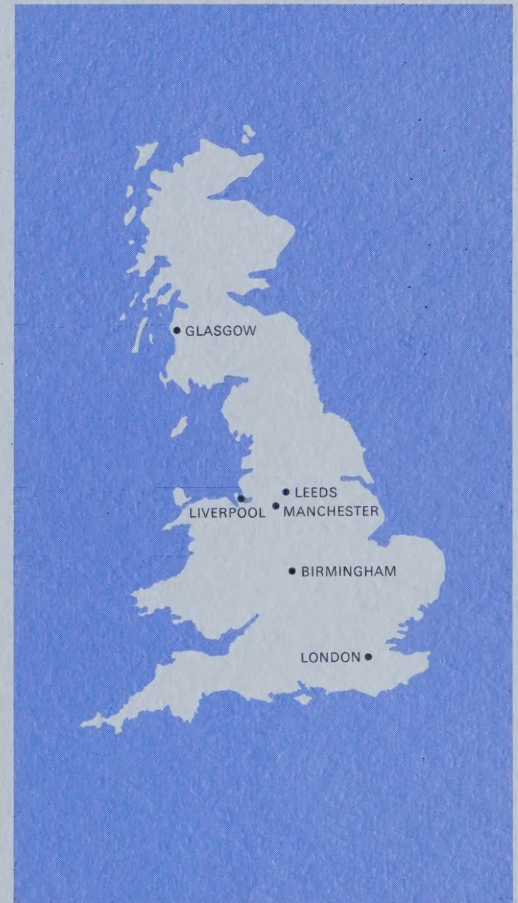 GLASGOW
LEEDS
LIVERPOOL
MANCHESTER
BIRMINGHAM
LONDON